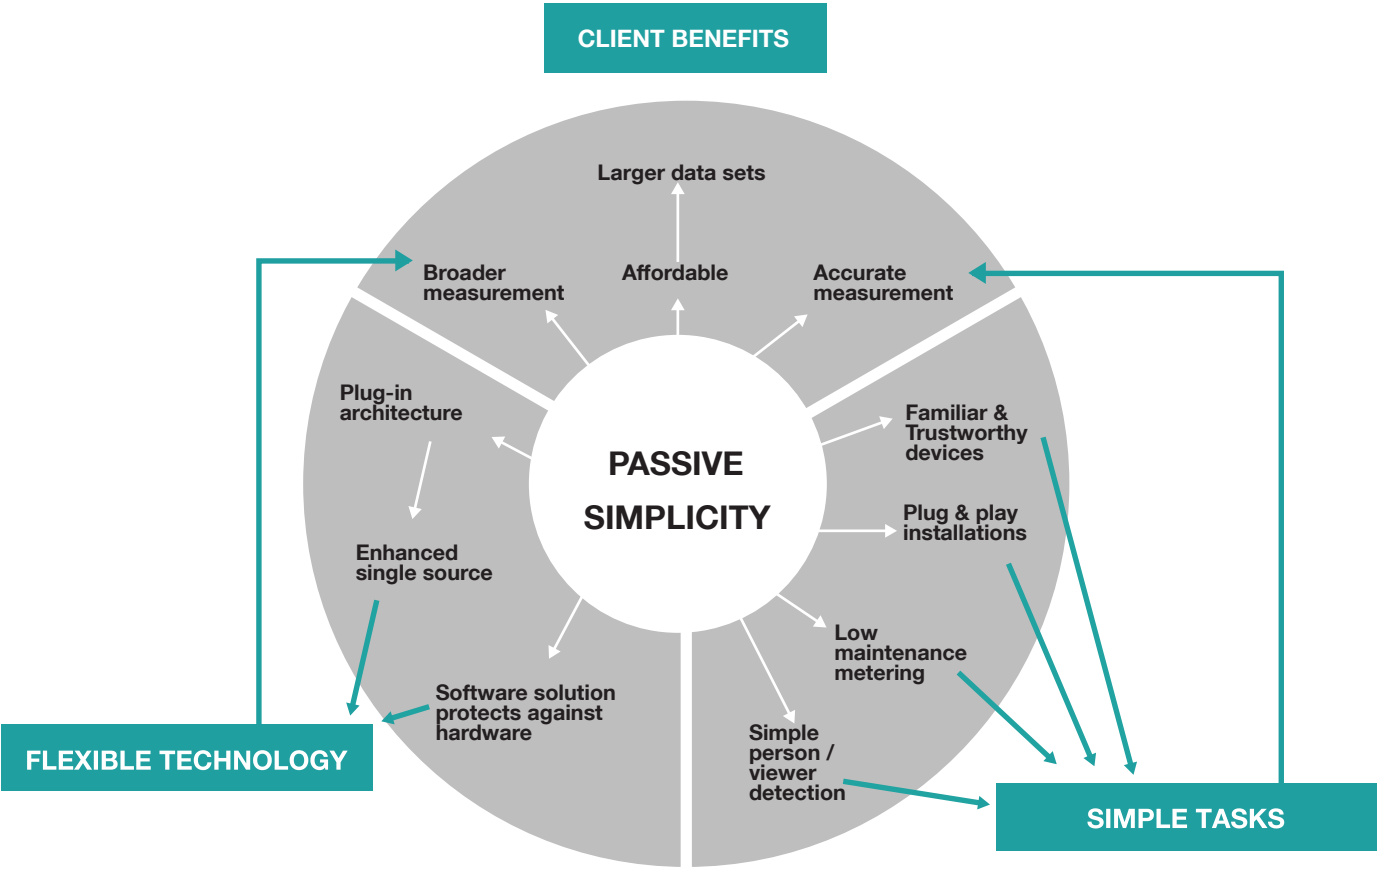 CLIENT BENEFITS
Larger data sets
Broader
measurement
Affordable
Accurate
measurement
Plug-in
architecture
Enhanced
single source
Software solution
protects against
hardware
PASSIVE
SIMPLICITY
Familiar &
Trustworthy
devices
Plug & play
installations
Low
maintenance
metering
Simple
person /
viewer
detection
FLEXIBLE TECHNOLOGY
SIMPLE TASKS